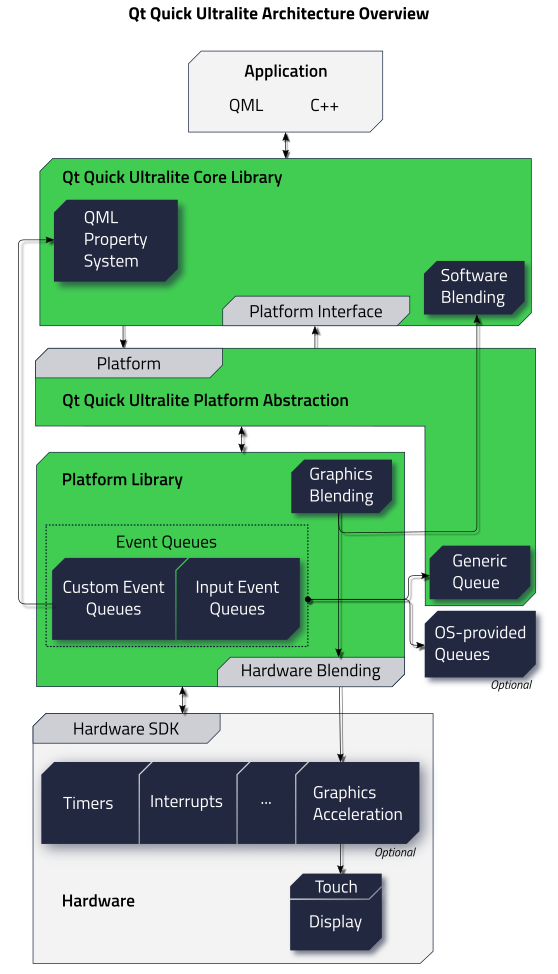 Qt Quick Ultralite Architecture Overview
Application
QML C++
Qt Quick Ultralite Core Library
QML
Property
System
Software
Blending
Platform Interface
Platform
Qt Quick Ultralite Platform Abstraction
Platform Library
Graphics
Blending
Event Queues
Custom Event
Queues
Input Event
Queues
Generic
Queue
OS-provided
Queues
Optional
Hardware Blending
Hardware SDK
Timers
Interrupts
...
Graphics
Acceleration
Optional
Hardware
Touch
Display